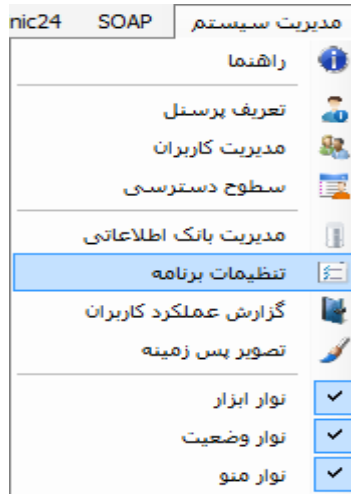 مدیریت سیستم SOAP nic24
راهنما
تعریف پرسنل
مدیریت کاربران
سطوح دسترسی
مدیریت بانک اطلاعاتی
تنظیمات برنامه
گزارش عملکرد کاربران
تصویر پس زمینه
نوار ابزار
نوار وضعیت
نوار منو